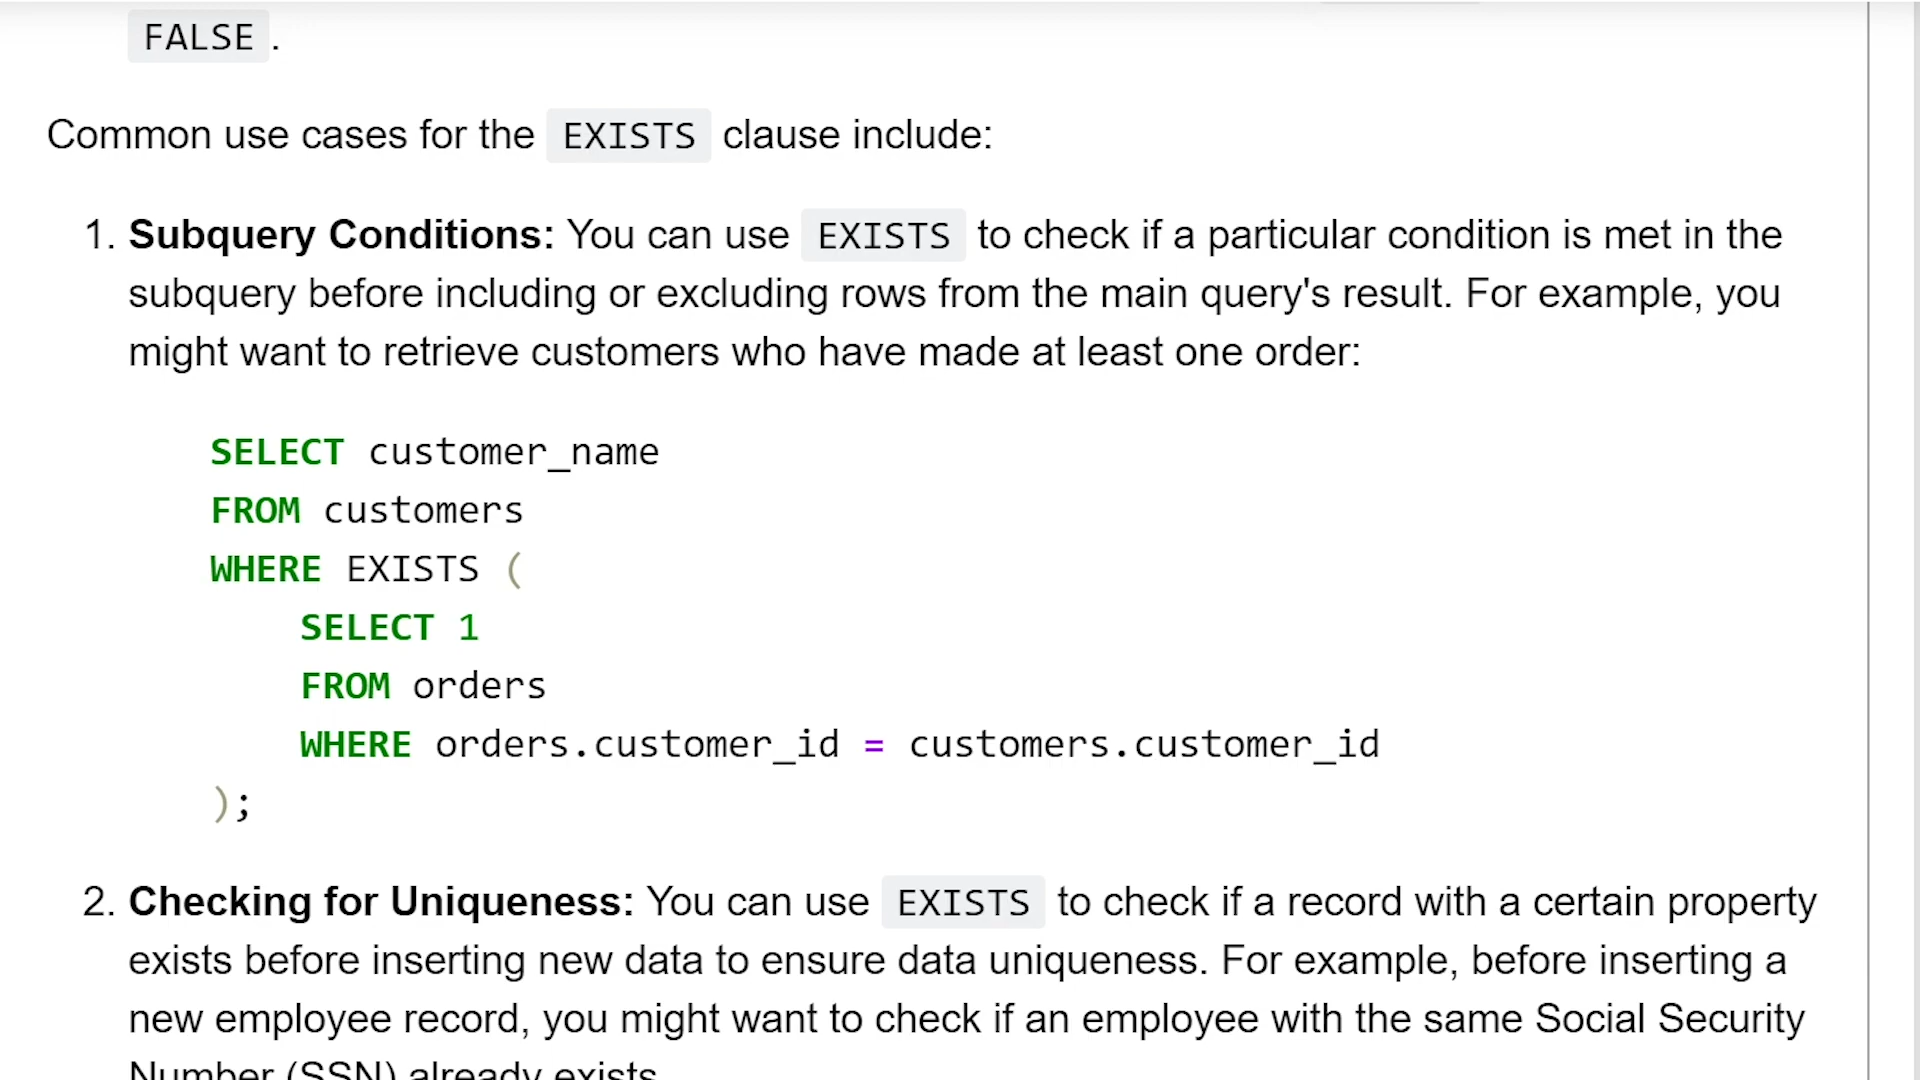 FALSE .
Common use cases for the EXISTS clause include:
1. Subquery Conditions: You can use EXISTS to check if a particular condition is met in the
subquery before including or excluding rows from the main query's result. For example, you
might want to retrieve customers who have made at least one order:
SELECT customer_name
FROM customers
WHERE EXISTS (
    SELECT 1
    FROM orders
    WHERE orders.customer_id = customers.customer_id
);
2. Checking for Uniqueness: You can use EXISTS to check if a record with a certain property
exists before inserting new data to ensure data uniqueness. For example, before inserting a
new employee record, you might want to check if an employee with the same Social Security
Number (SSN) already exists